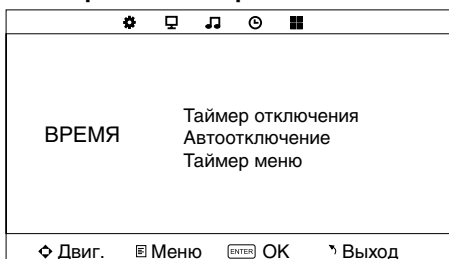 ВРЕМЯ
Таймер отключения
Автоотключение
Таймер меню
Двиг. Меню ENTER OK Выход